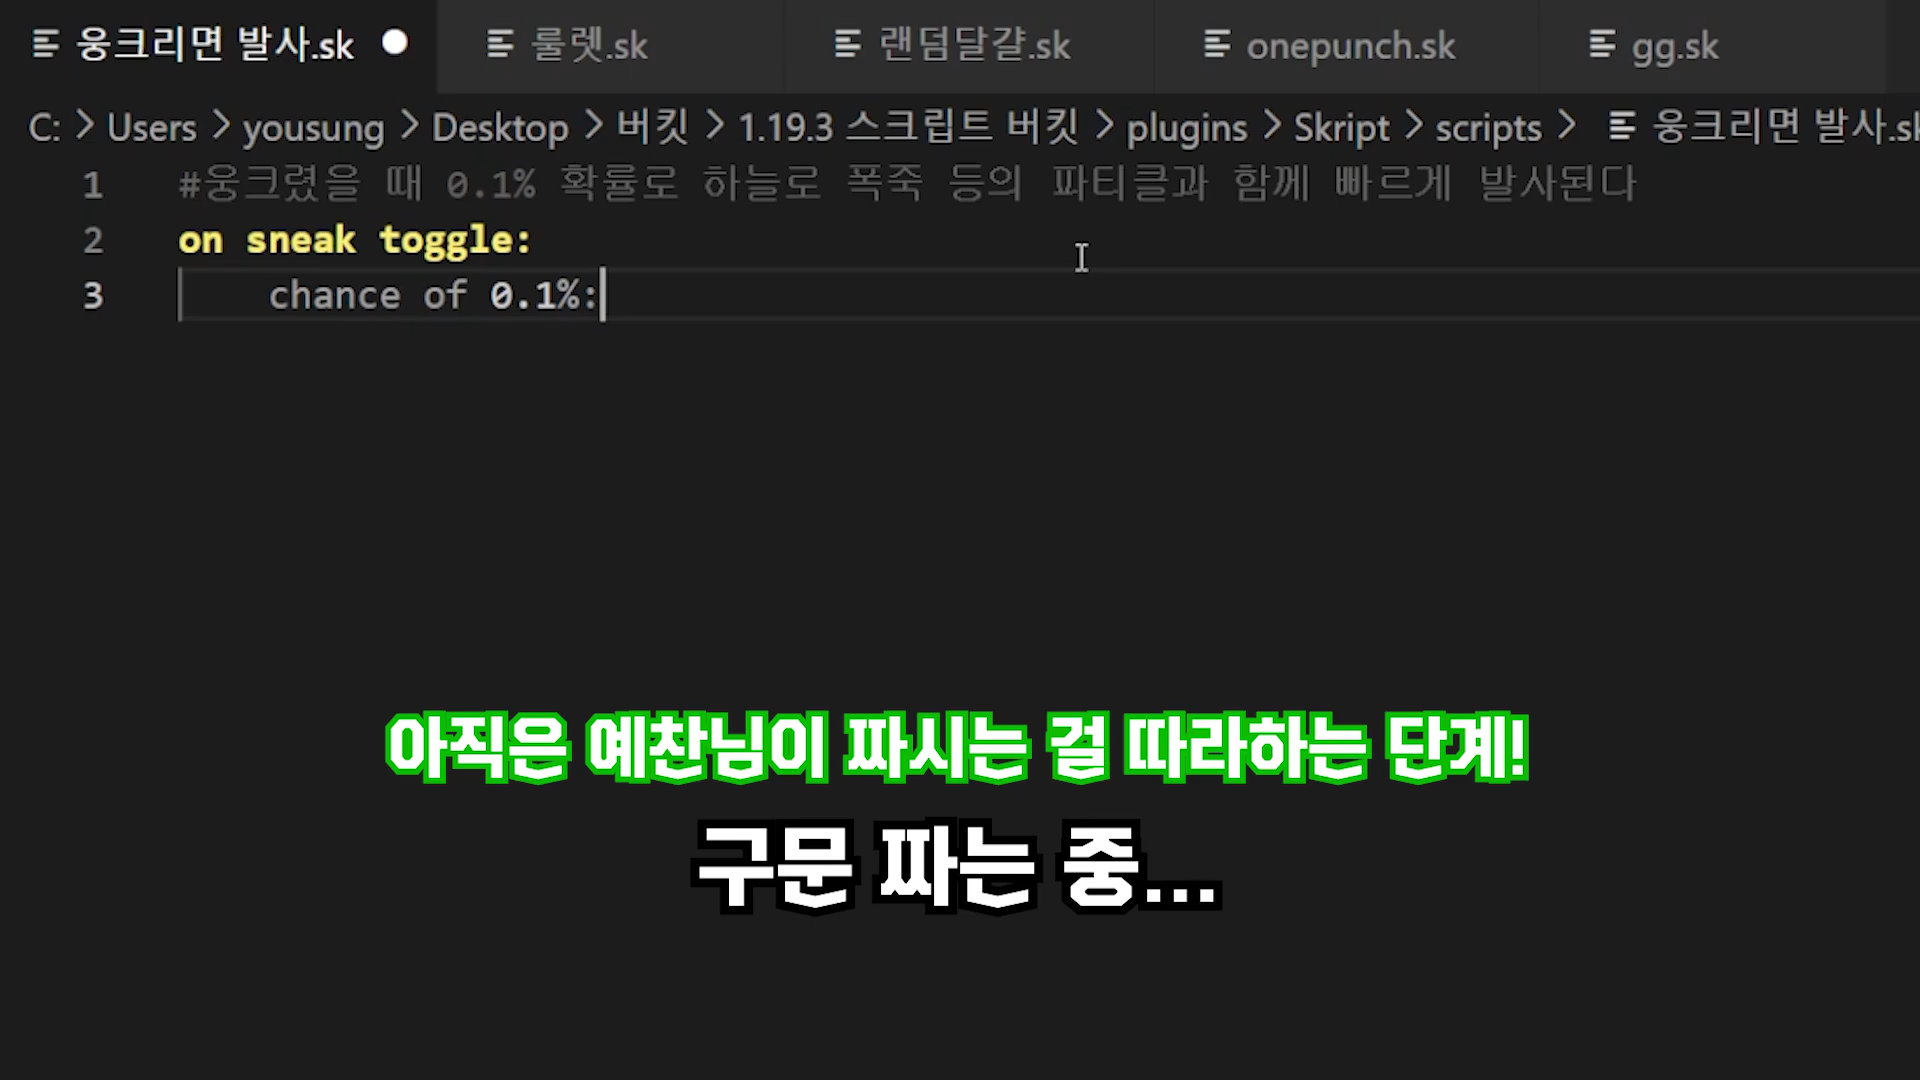 웅크리면 발사.sk ● 룰렛.sk 랜덤달걀.sk onepunch.sk gg.sk
C: > Users > yousung > Desktop > 버킷 > 1.19.3 스크립트 버킷 > plugins > Skript > scripts > 웅크리면 발사.sk
1 #웅크렸을 때 0.1% 확률로 하늘로 폭죽 등의 파티클과 함께 빠르게 발사된다
2 on sneak toggle:
3 chance of 0.1%:
아직은 예찬님이 짜시는 걸 따라하는 단계!
구문 짜는 중...